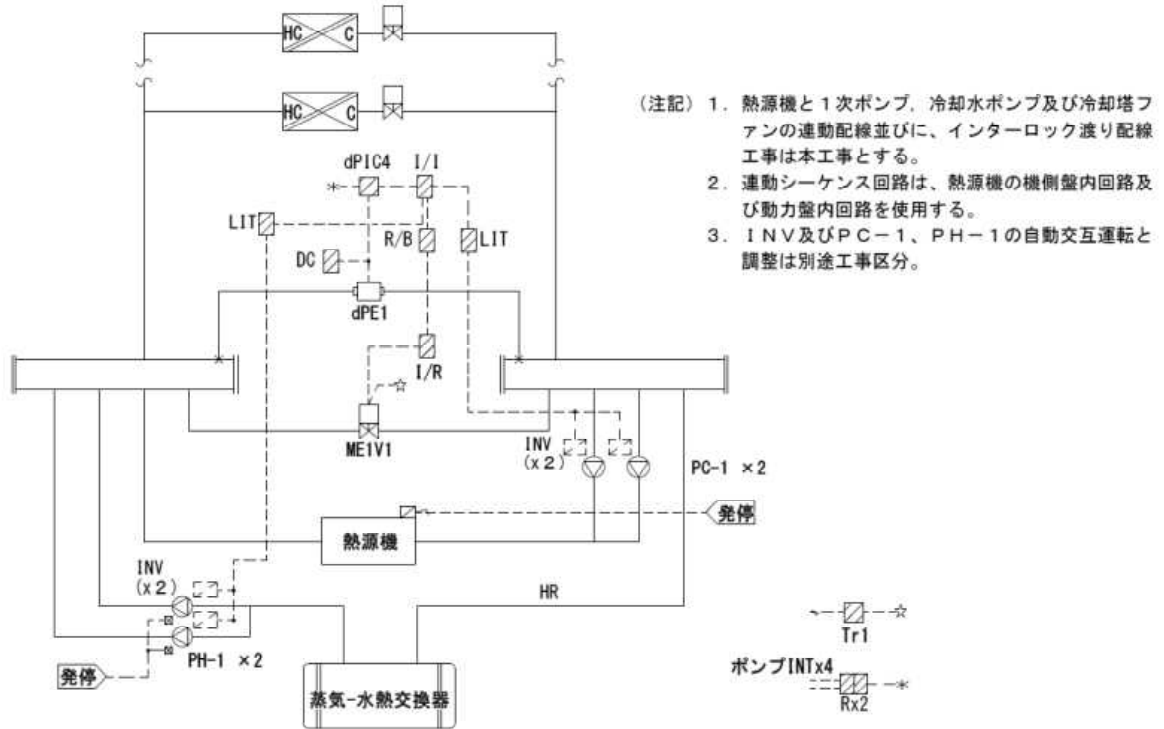 HC C
HC C
(注記) 1. 熱源機と1次ポンプ, 冷却水ポンプ及び冷却塔フ
ァンの連動配線並びに、インターロック渡り配線
工事は本工事とする。
2. 連動シーケンス回路は、熱源機の機側盤内回路及
び動力盤内回路を使用する。
3. INV及びPC-1、PH-1の自動交互運転と
調整は別途工事区分。
dPIC4 I/I
LIT
R/B
LIT
DC
dPE1
I/R
ME1V1
INV
(x2)
PC-1 ×2
発停
熱源機
INV
(x2)
HR
PH-1 ×2
発停
蒸気-水熱交換器
Tr1
ポンプINTx4
Rx2